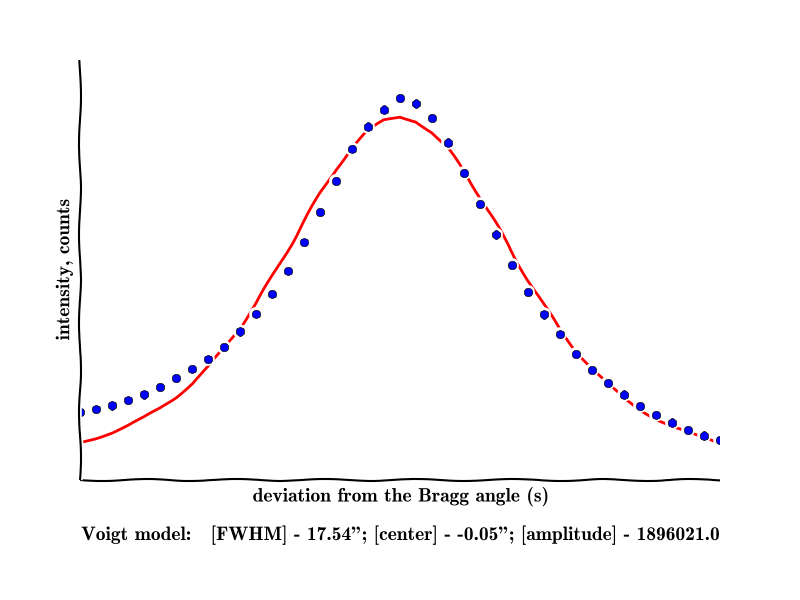 intensity, counts
deviation from the Bragg angle (s)
Voigt model: [FWHM] - 17.54”; [center] - -0.05”; [amplitude] - 1896021.0